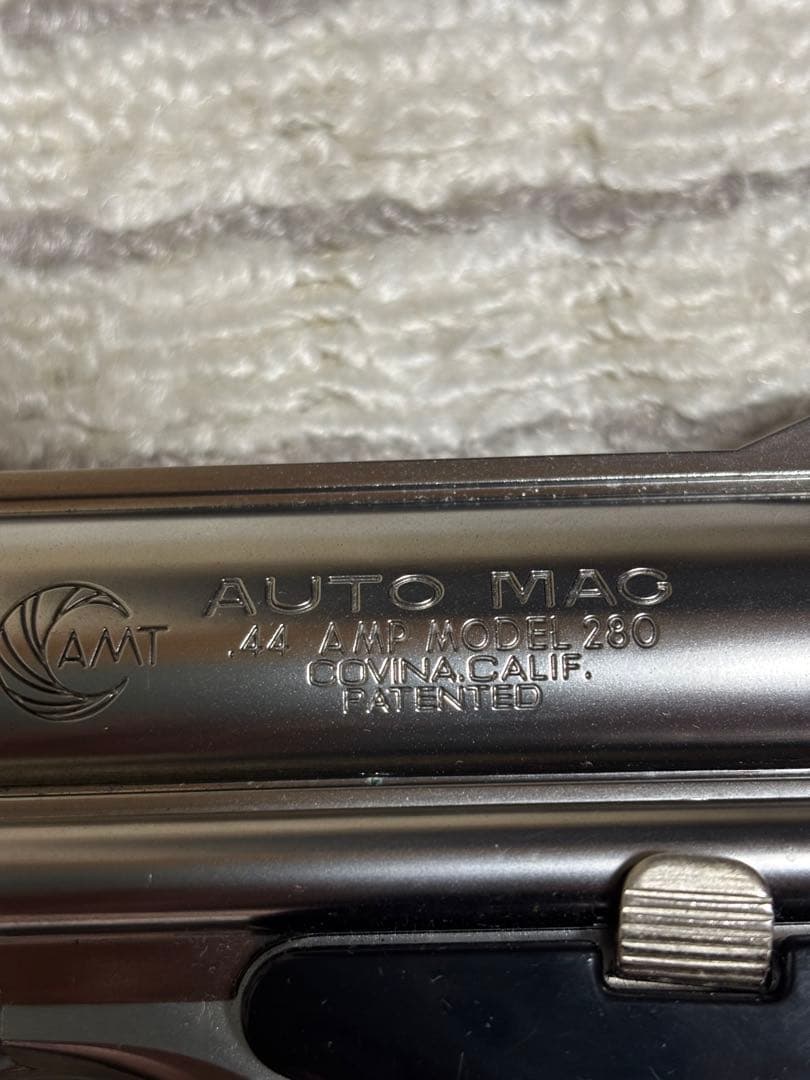 AMT
AUTO MAG
.44 AMP MODEL 280
COVINA.CALIF.
PATENTED